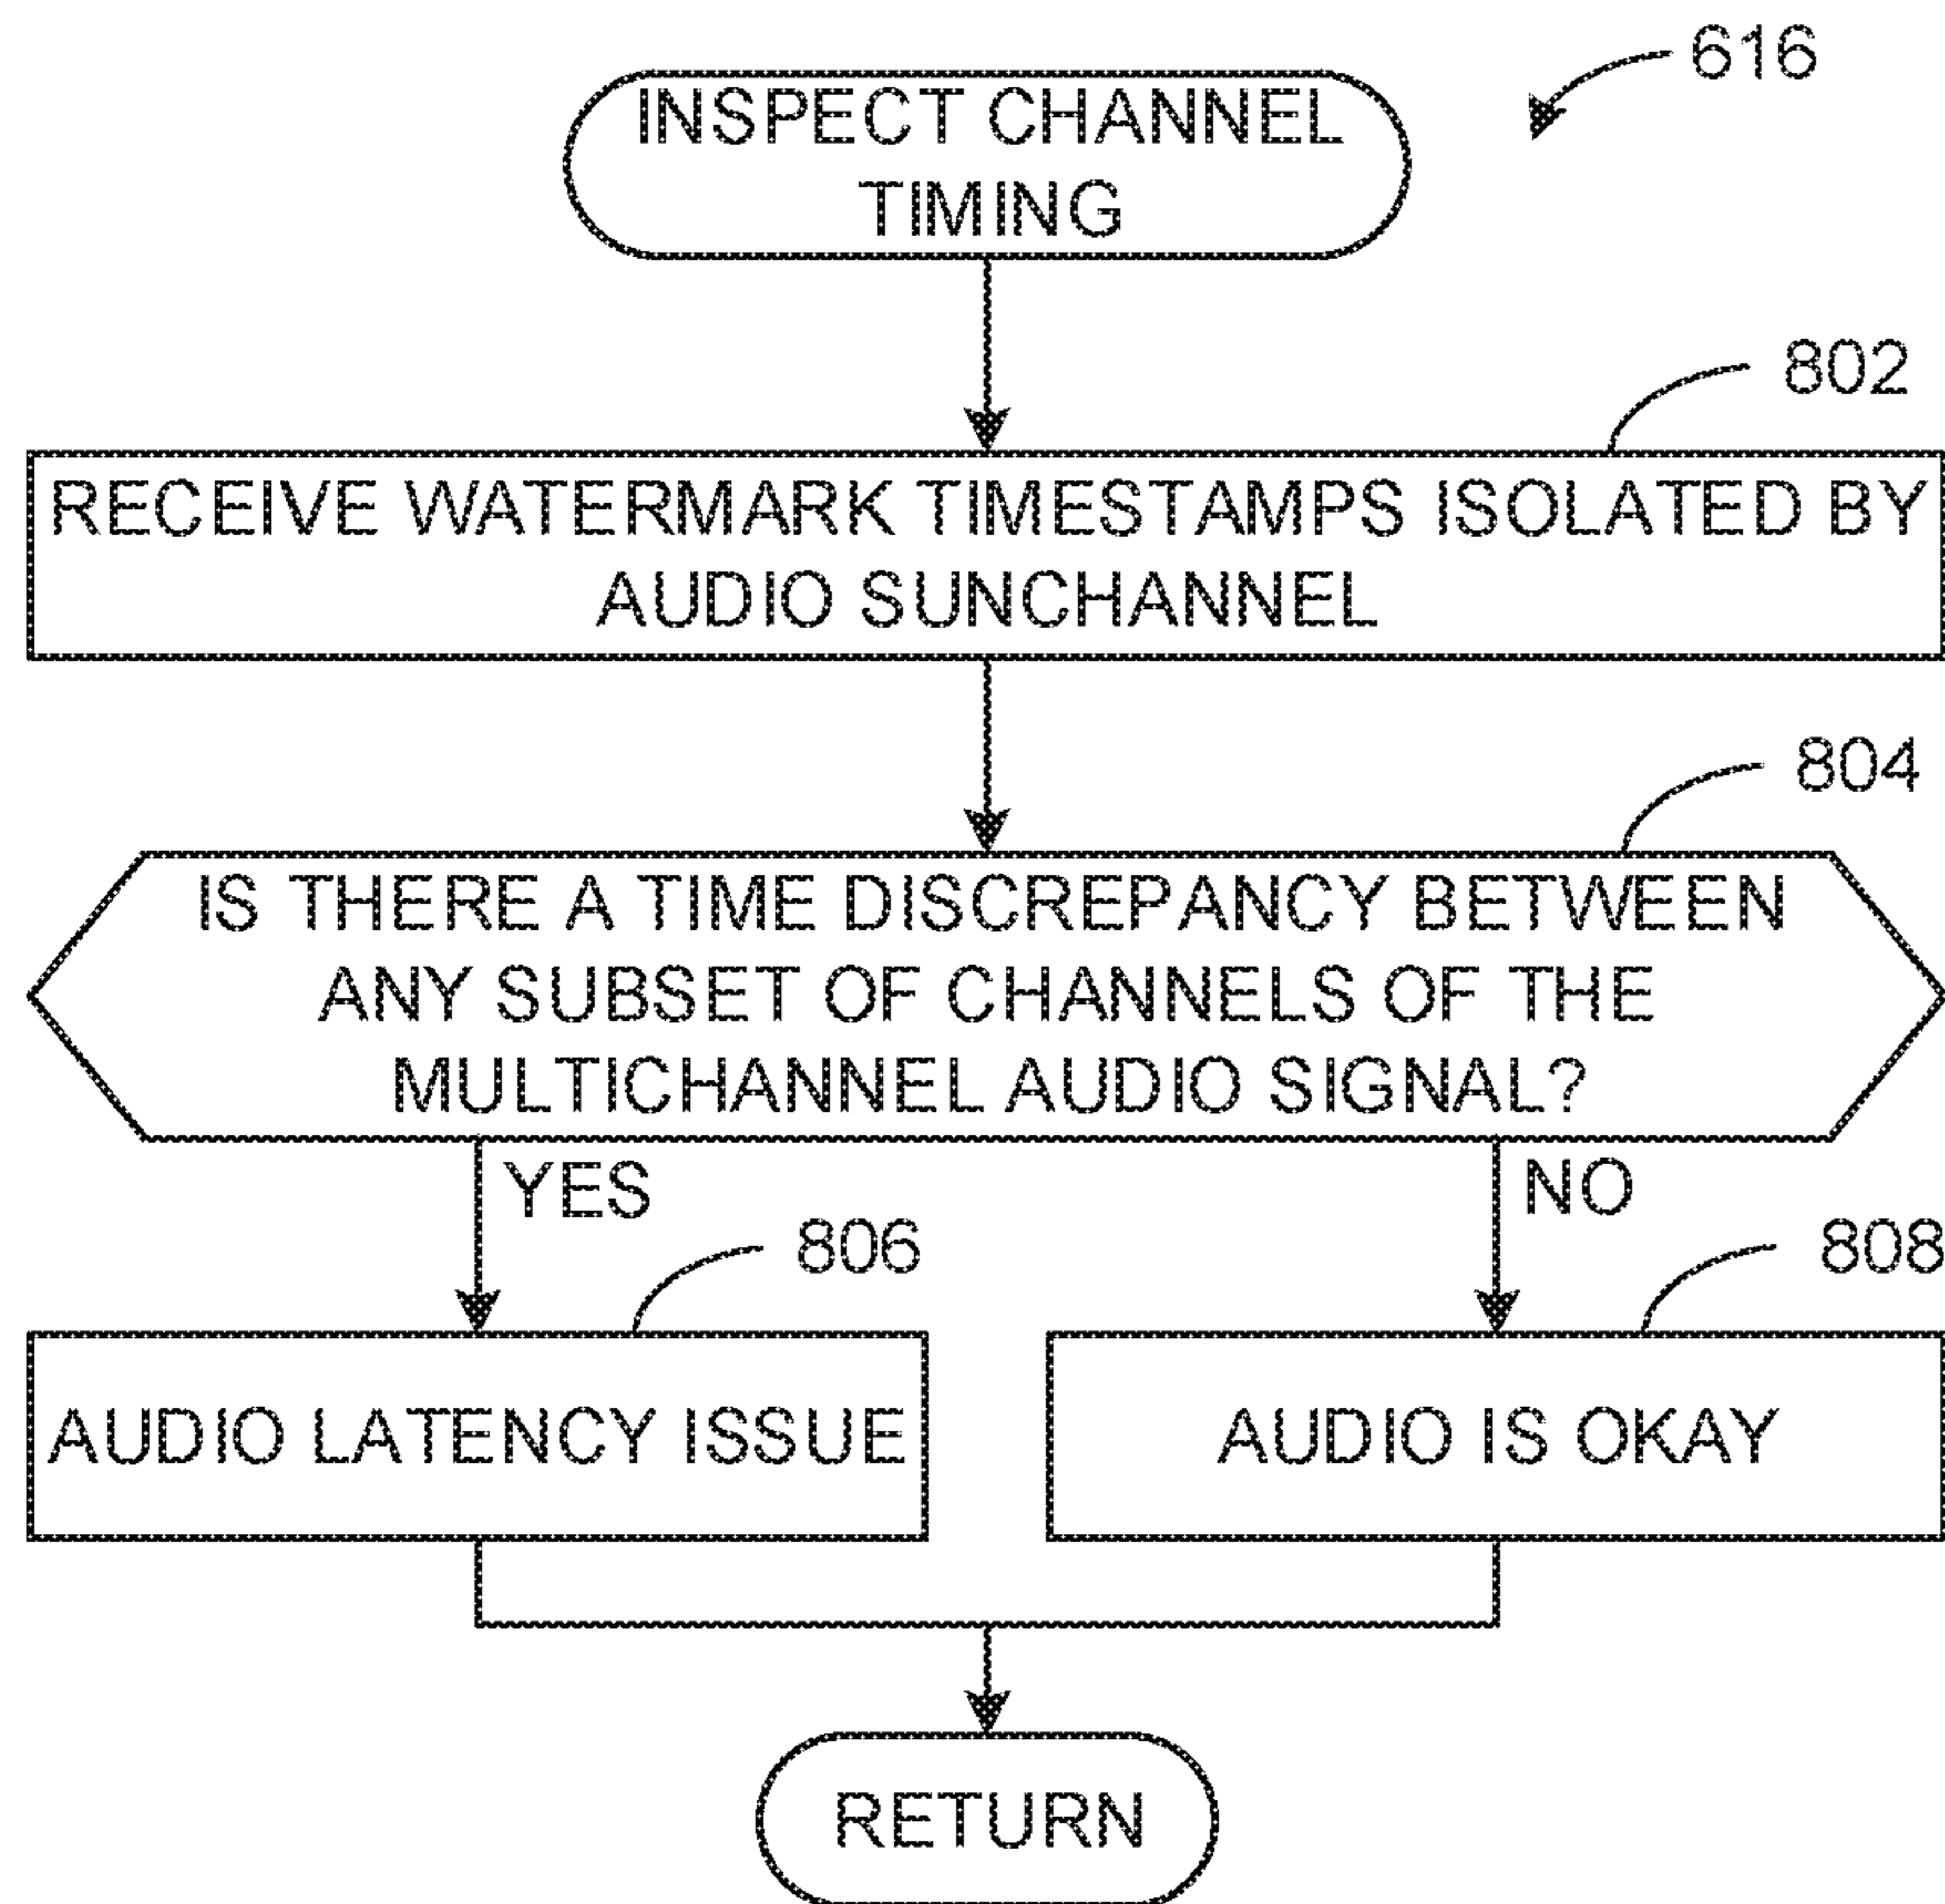 616
INSPECT CHANNEL
TIMING
802
RECEIVE WATERMARK TIMESTAMPS ISOLATED BY
AUDIO SUNCHANNEL
804
IS THERE A TIME DISCREPANCY BETWEEN
ANY SUBSET OF CHANNELS OF THE
MULTICHANNEL AUDIO SIGNAL?
YES
NO
806
808
AUDIO LATENCY ISSUE
AUDIO IS OKAY
RETURN